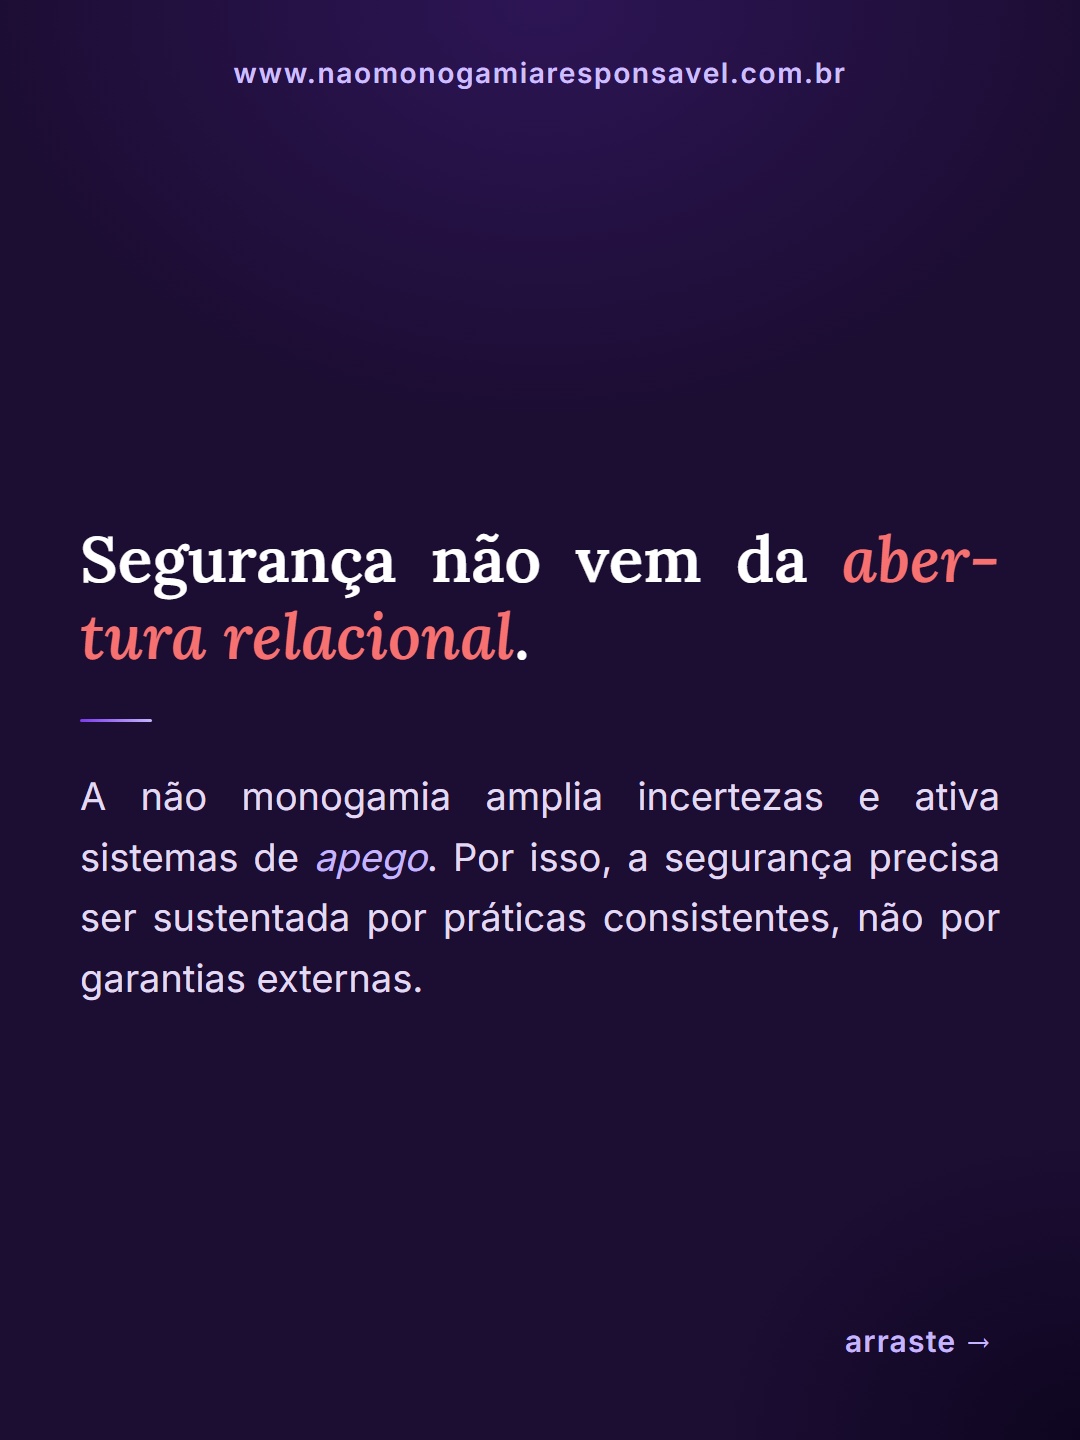 www.naomonogamiaresponsavel.com.br
Segurança não vem da aber-
tura relacional.
A não monogamia amplia incertezas e ativa
sistemas de apego. Por isso, a segurança precisa
ser sustentada por práticas consistentes, não por
garantias externas.
arraste →